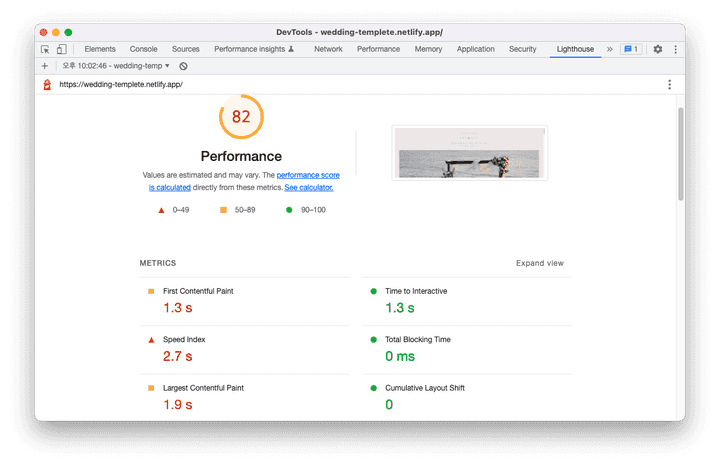 DevTools - wedding-templete.netlify.app/
Elements Console Sources Performance insights Network Performance Memory Application Security Lighthouse » 1
+ 오후 10:02:46 - wedding-temp
https://wedding-templete.netlify.app/
82
Performance
Values are estimated and may vary. The performance score
is calculated directly from these metrics. See calculator.
0–49 50–89 90–100
METRICS Expand view
First Contentful Paint Time to Interactive
1.3 s 1.3 s
Speed Index Total Blocking Time
2.7 s 0 ms
Largest Contentful Paint Cumulative Layout Shift
1.9 s 0